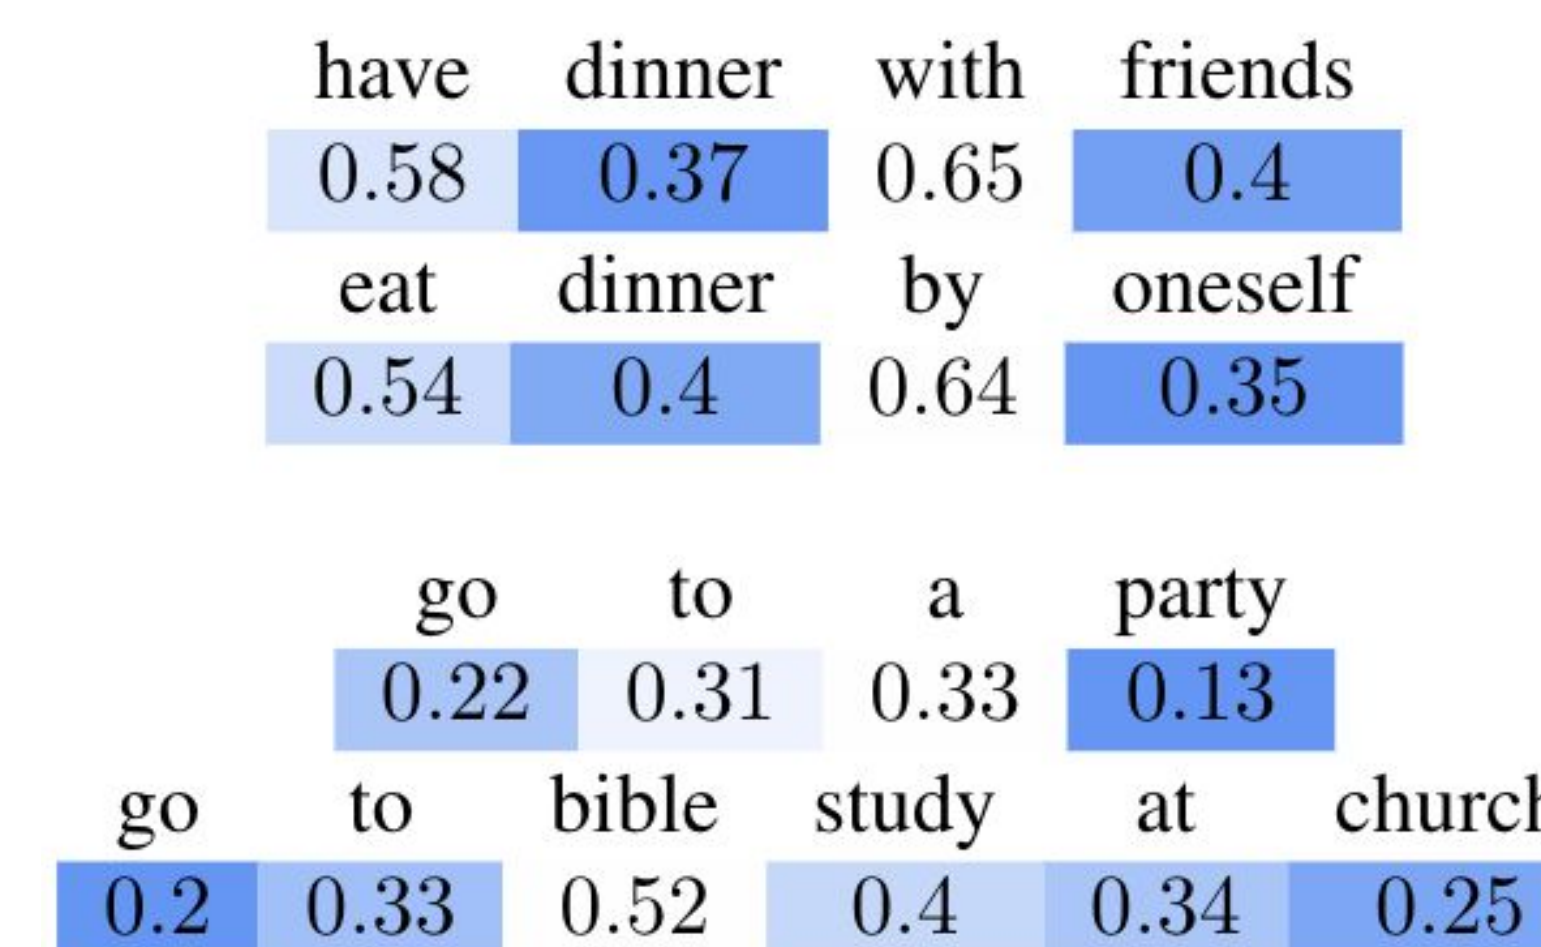 have dinner with friends
0.58 0.37 0.65 0.4
eat dinner by oneself
0.54 0.4 0.64 0.35
go to a party
0.22 0.31 0.33 0.13
go to bible study at church
0.2 0.33 0.52 0.4 0.34 0.25